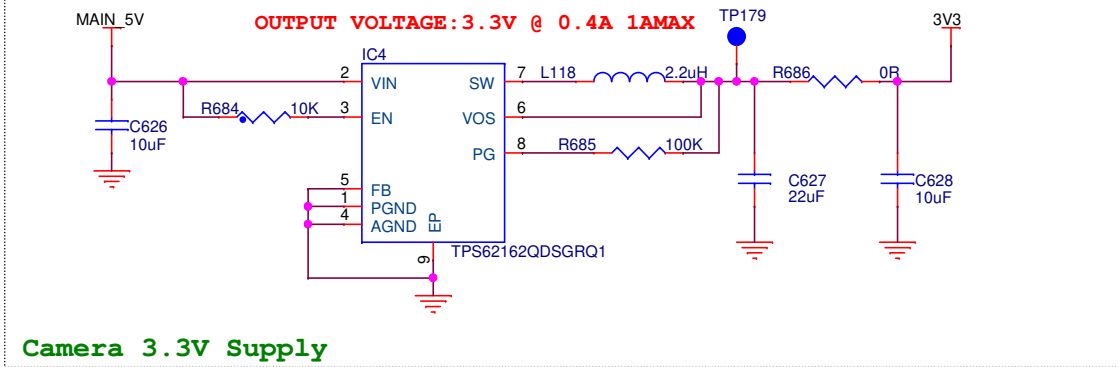 MAIN_5V
OUTPUT VOLTAGE:3.3V @ 0.4A 1AMAX
TP179
3V3
IC4
2 VIN
SW 7
L118 2.2uH
R686 0R
R684 10K
3 EN
VOS 6
C626
10uF
PG 8
R685 100K
5 FB
1 PGND
4 AGND
EP
9
C627
22uF
C628
10uF
TPS62162QDSGRQ1
Camera 3.3V Supply